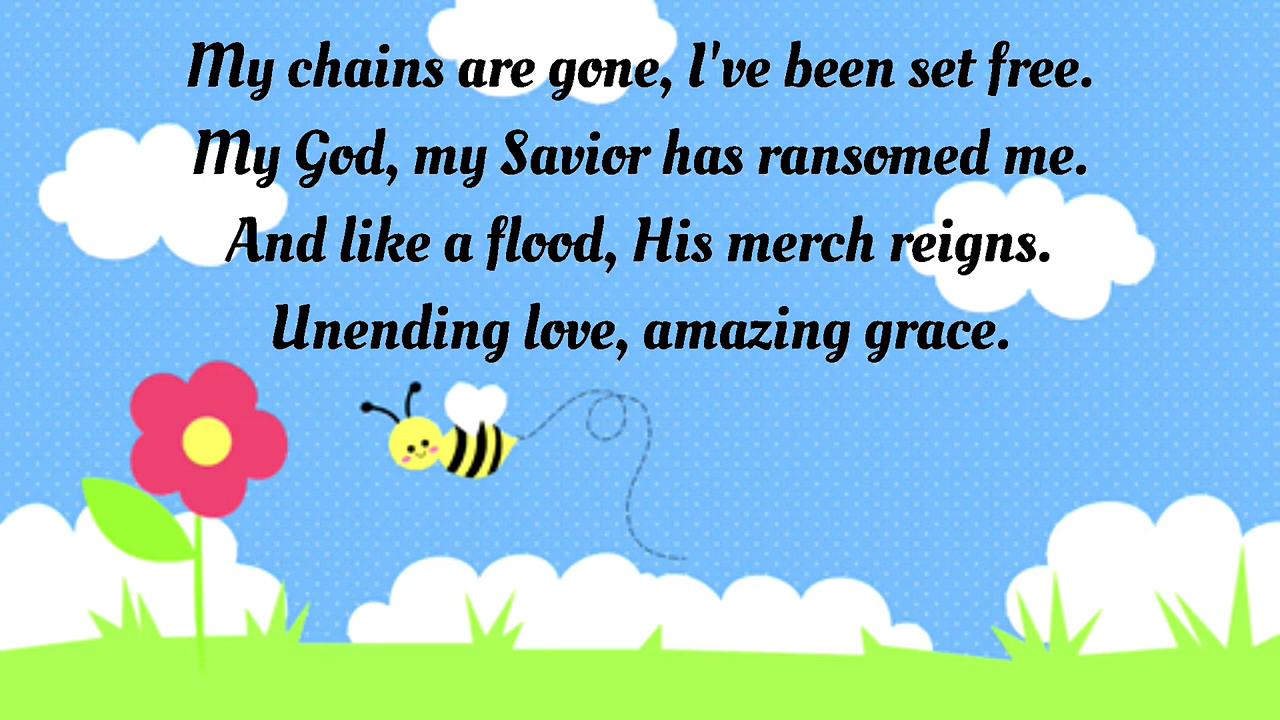 My chains are gone, I've been set free.
My God, my Savior has ransomed me.
And like a flood, His merch reigns.
Unending love, amazing grace.